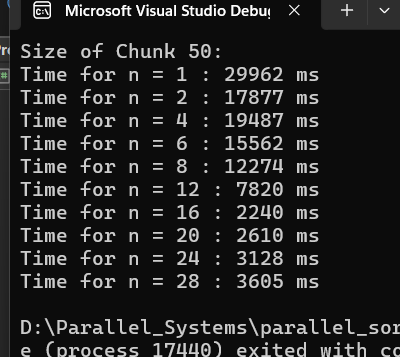 Microsoft Visual Studio Debug
Size of Chunk 50:
Time for n = 1 : 29962 ms
Time for n = 2 : 17877 ms
Time for n = 4 : 19487 ms
Time for n = 6 : 15562 ms
Time for n = 8 : 12274 ms
Time for n = 12 : 7820 ms
Time for n = 16 : 2240 ms
Time for n = 20 : 2610 ms
Time for n = 24 : 3128 ms
Time for n = 28 : 3605 ms
D:\Parallel_Systems\parallel_sor
e (process 17440) exited with co